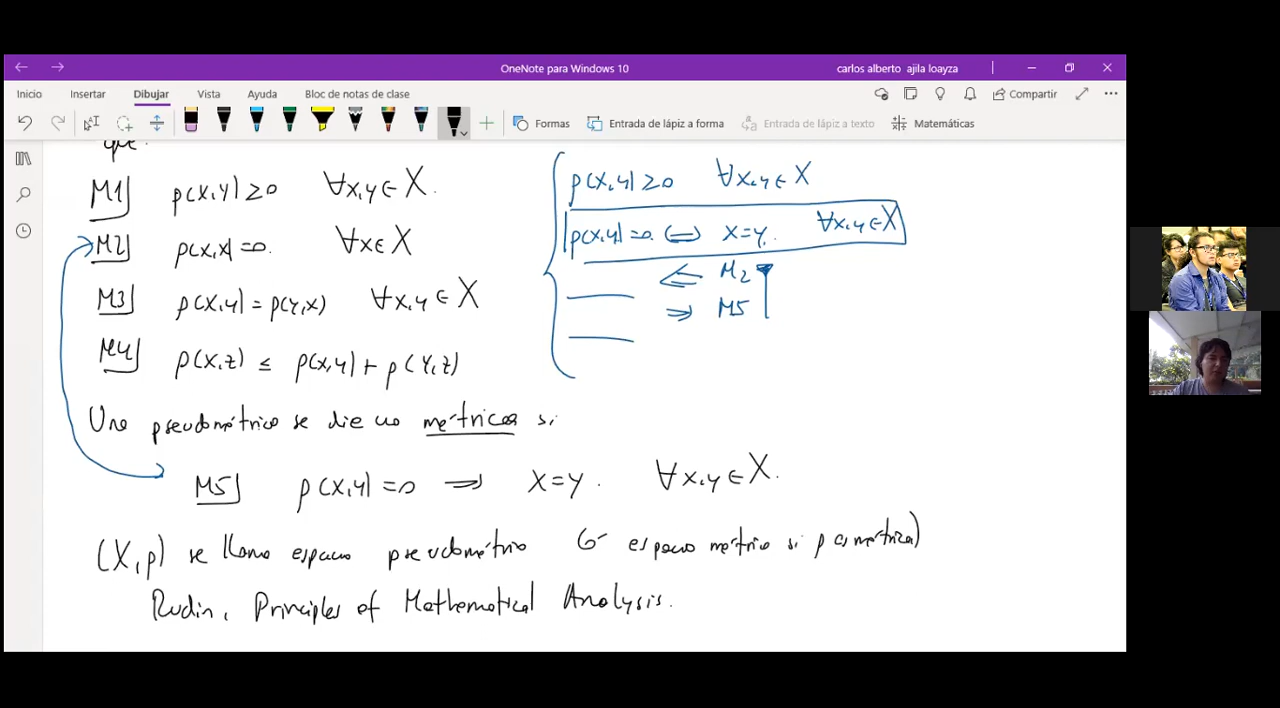 OneNote para Windows 10
carlos alberto ajila loayza
Inicio Insertar Dibujar Vista Ayuda Bloc de notas de clase
Compartir
Formas Entrada de lápiz a forma Entrada de lápiz a texto Matemáticas
que:
M1 ρ(x,y) ≥ 0 ∀x,y ∈ X.
M2 ρ(x,x) = 0. ∀x ∈ X
M3 ρ(x,y) = ρ(y,x) ∀x,y ∈ X
M4 ρ(x,z) ≤ ρ(x,y) + ρ(y,z)
ρ(x,y) ≥ 0 ∀x,y ∈ X
ρ(x,y) = 0 ⇔ x=y. ∀x,y ∈ X
⇐ M2
⇒ M5
Una pseudométrica se dice una métrica si
M5 ρ(x,y) = 0 ⇒ x=y. ∀x,y ∈ X.
(X,ρ) se llama espacio pseudométrico (o espacio métrico si ρ es métrica)
Rudin, Principles of Mathematical Analysis.